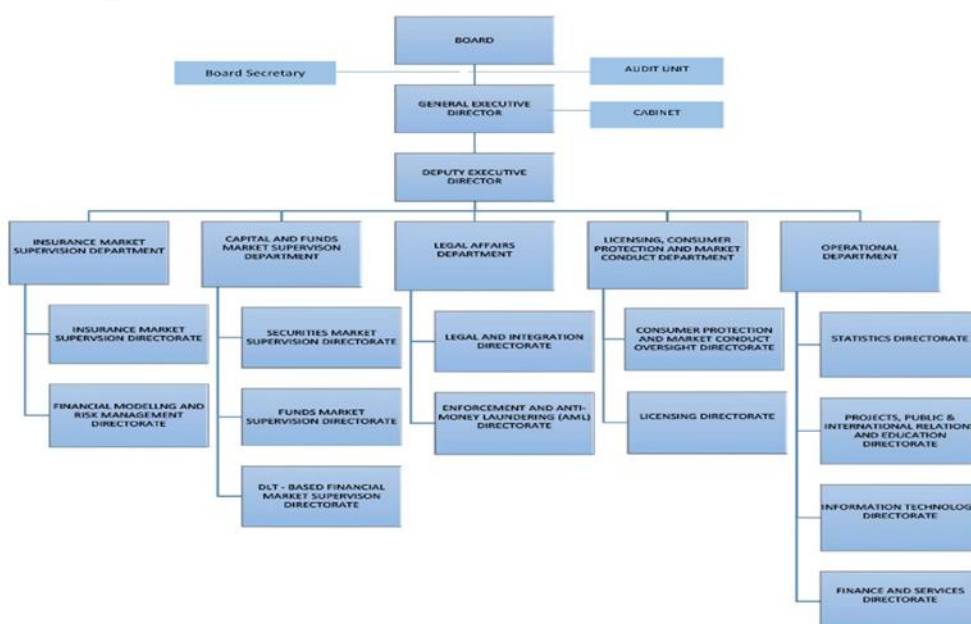 BOARD
Board Secretary
AUDIT UNIT
GENERAL EXECUTIVE
DIRECTOR
CABINET
DEPUTY EXECUTIVE
DIRECTOR
INSURANCE MARKET
SUPERVISION DEPARTMENT
CAPITAL AND FUNDS
MARKET SUPERVISON
DEPARTMENT
LEGAL AFFAIRS
DEPARTMENT
LICENSING, CONSUMER
PROTECTION AND MARKET
CONDUCT DEPARTMENT
OPERATIONAL
DEPARTMENT
INSURANCE MARKET
SUPERVSION DIRECTORATE
FINANCIAL MODELLNG AND
RISK MANAGEMENT
DIRECTORATE
SECURITIES MARKET
SUPERVISION DIRECTORATE
FUNDS MARKET
SUPERVISION DIRECTORATE
DLT - BASED FINANCIAL
MARKET SUPERVISON
DIRECTORATE
LEGAL AND INTEGRATION
DIRECTORATE
ENFORCEMENT AND ANTI-
MONEY LAUNDERING (AML)
DIRECTORATE
CONSUMER PROTECTION
AND MARKET CONDUCT
OVERSIGHT DIRECTORATE
LICENSING DIRECTORATE
STATISTICS DIRECTORATE
PROJECTS, PUBLIC &
INTERNATIONAL RELATIONS
AND EDUCATION
DIRECTORATE
INFORMATION TECHNOLOG
DIRECTORATE
FINANCE AND SERVICES
DIRECTORATE